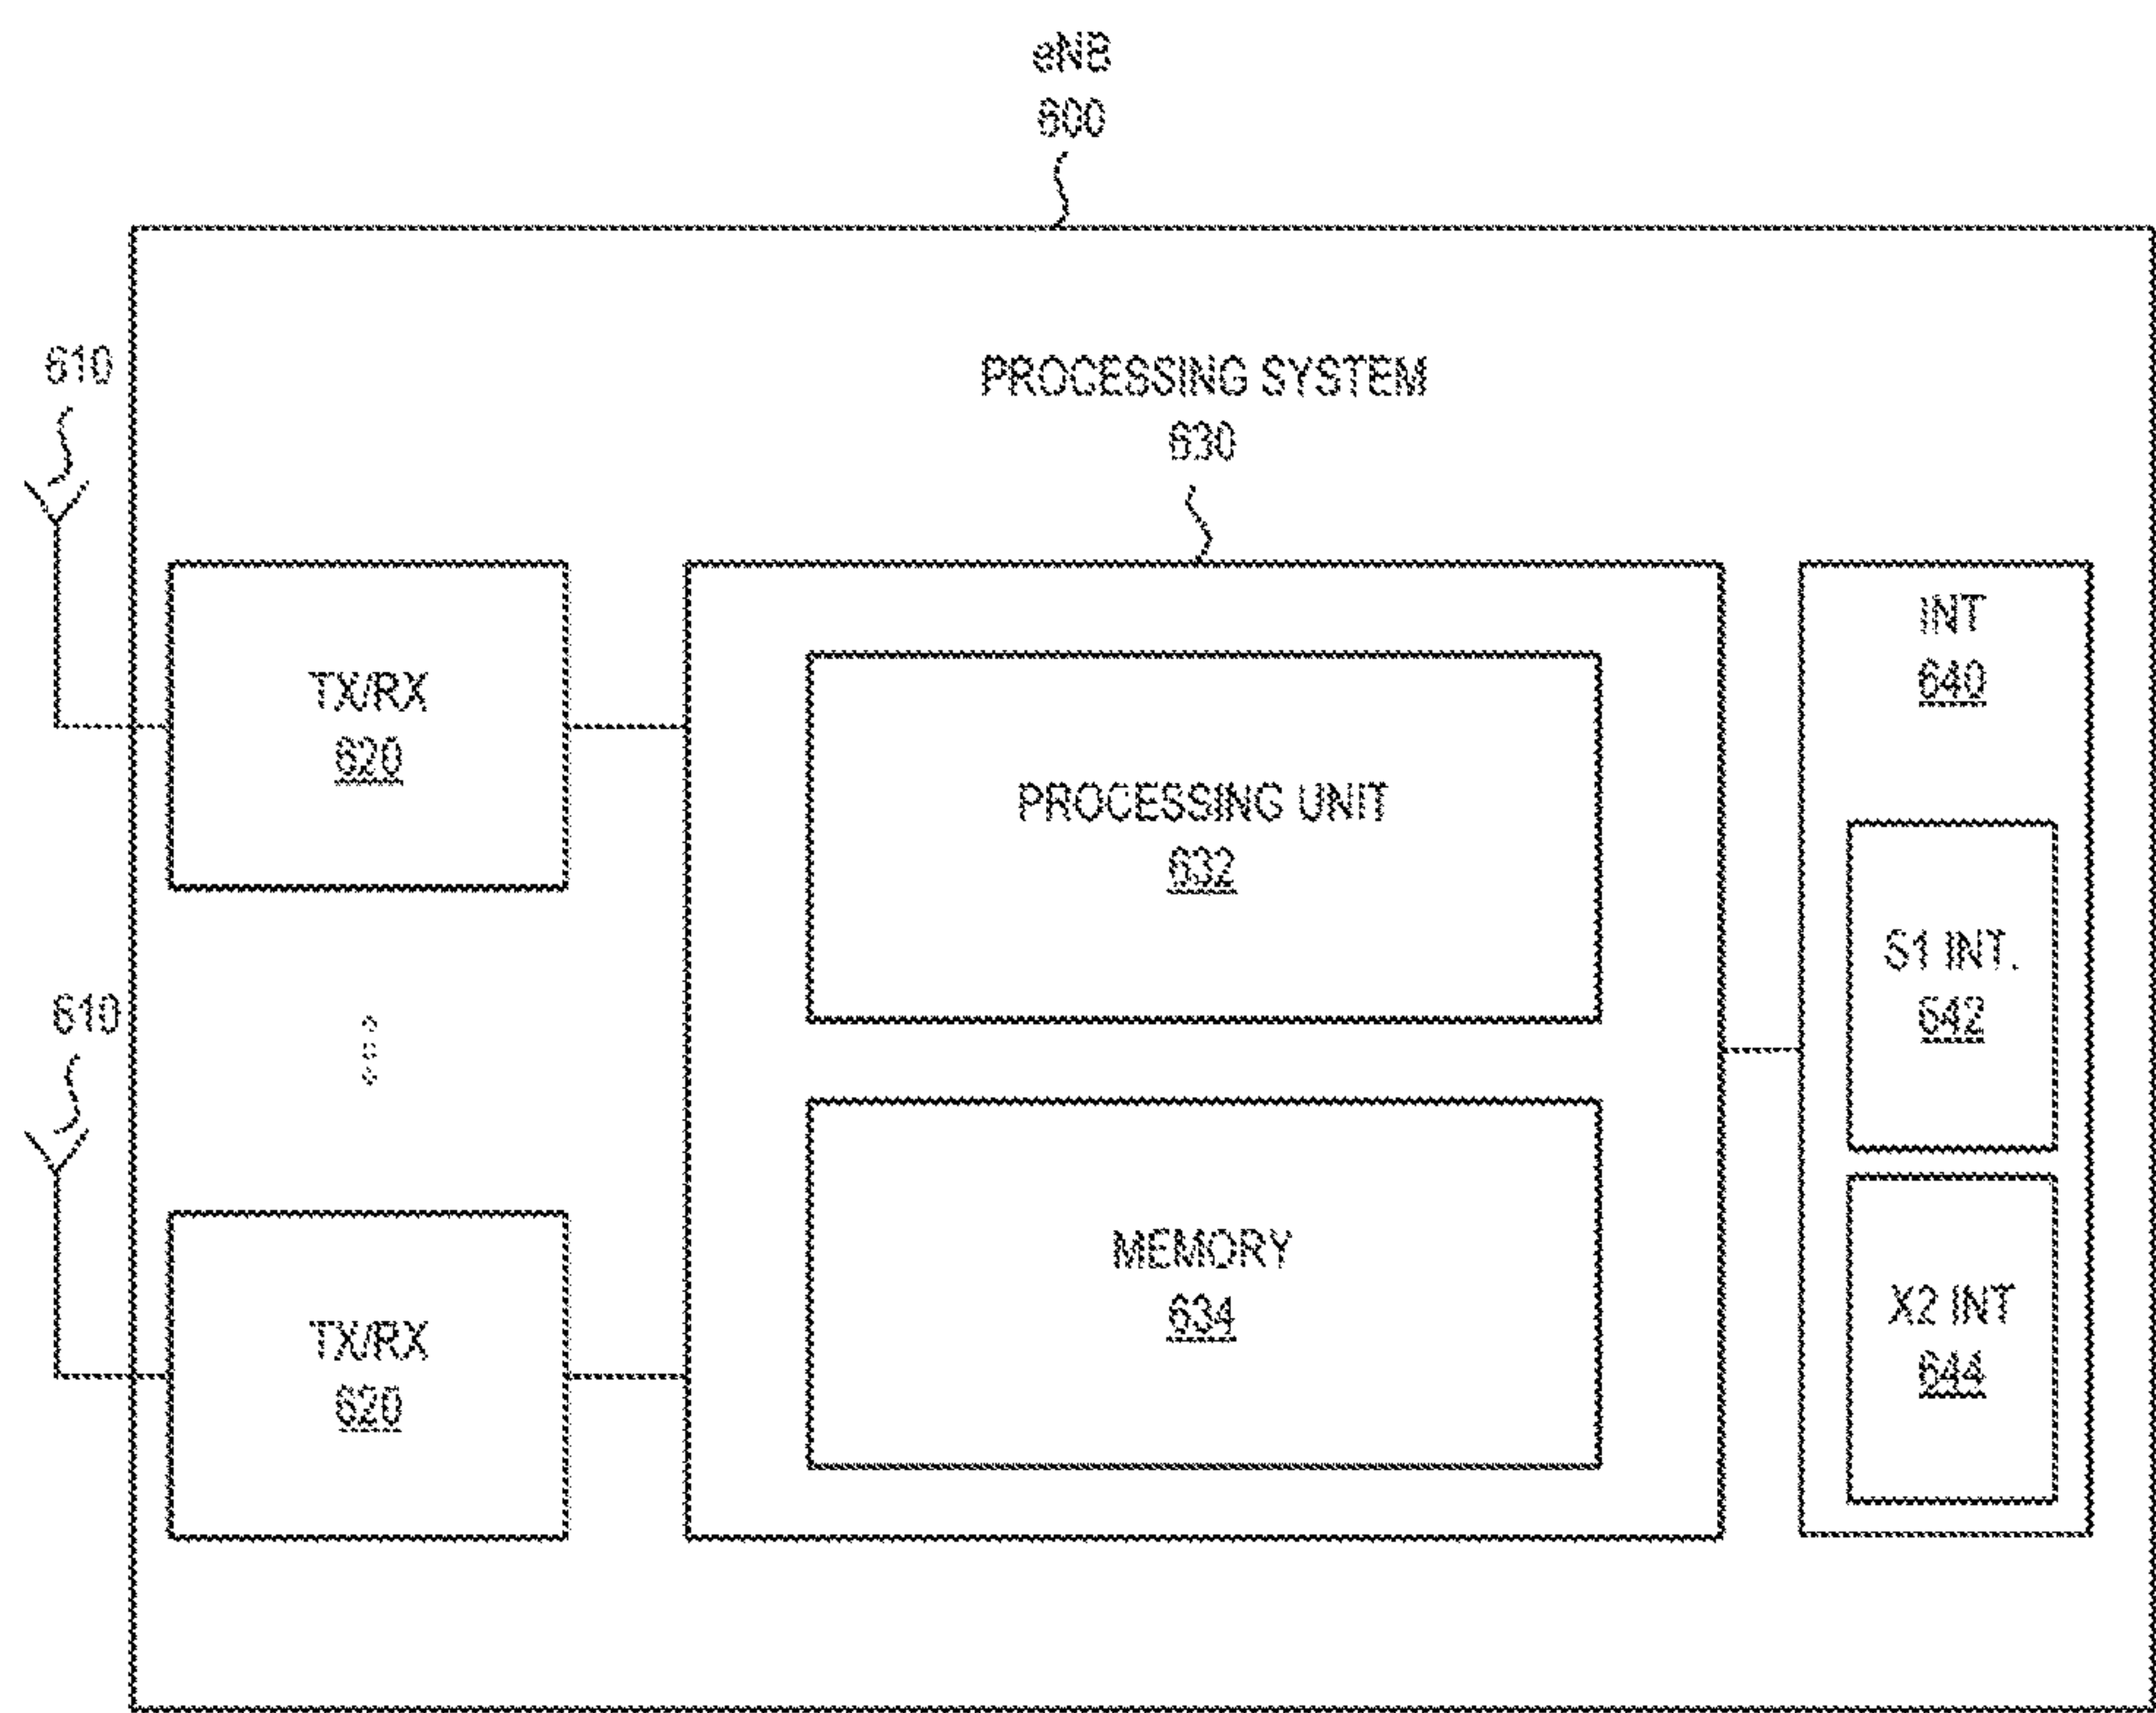 eNB
600
610
PROCESSING SYSTEM
630
TX/RX
620
PROCESSING UNIT
632
INT
640
S1 INT.
642
610
MEMORY
634
X2 INT
644
TX/RX
620